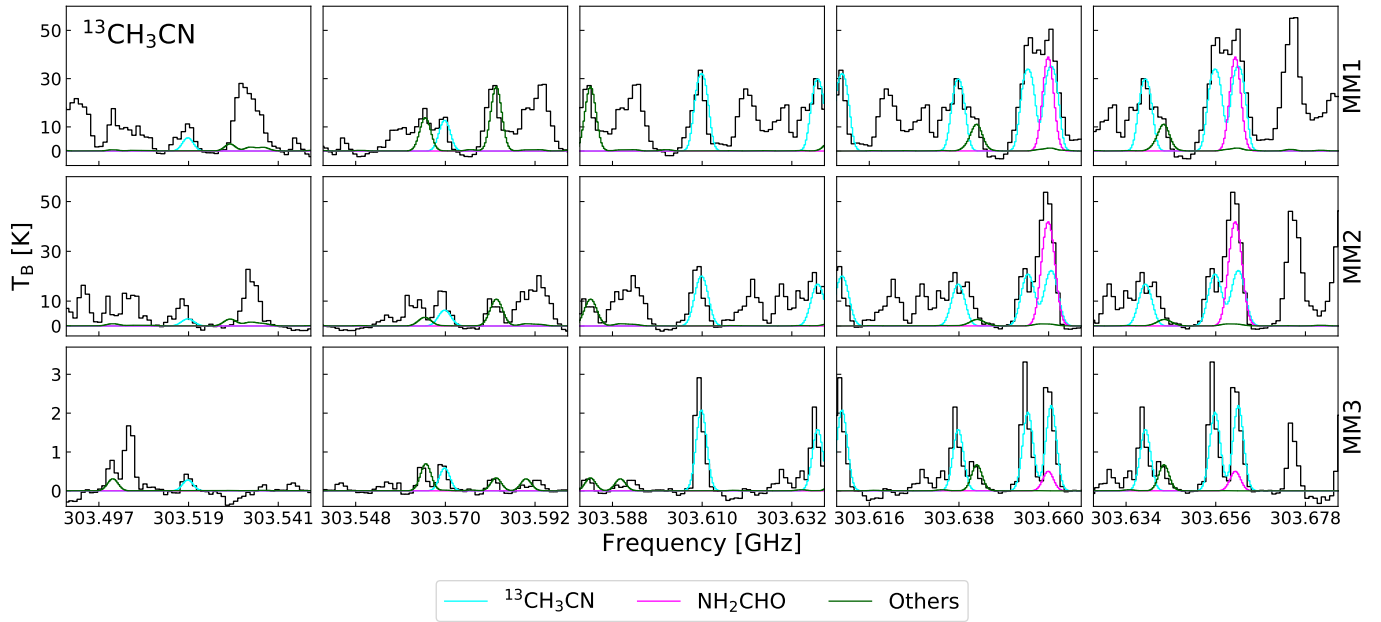 ¹³CH₃CN
60
30
10
0
MM1
T_B [K]
50
30
10
0
MM2
3
2
1
0
MM3
303.497 303.519 303.541 303.548 303.570 303.592 303.588 303.610 303.632 303.616 303.638 303.660 303.634 303.656 303.678
Frequency [GHz]
¹³CH₃CN NH₂CHO Others